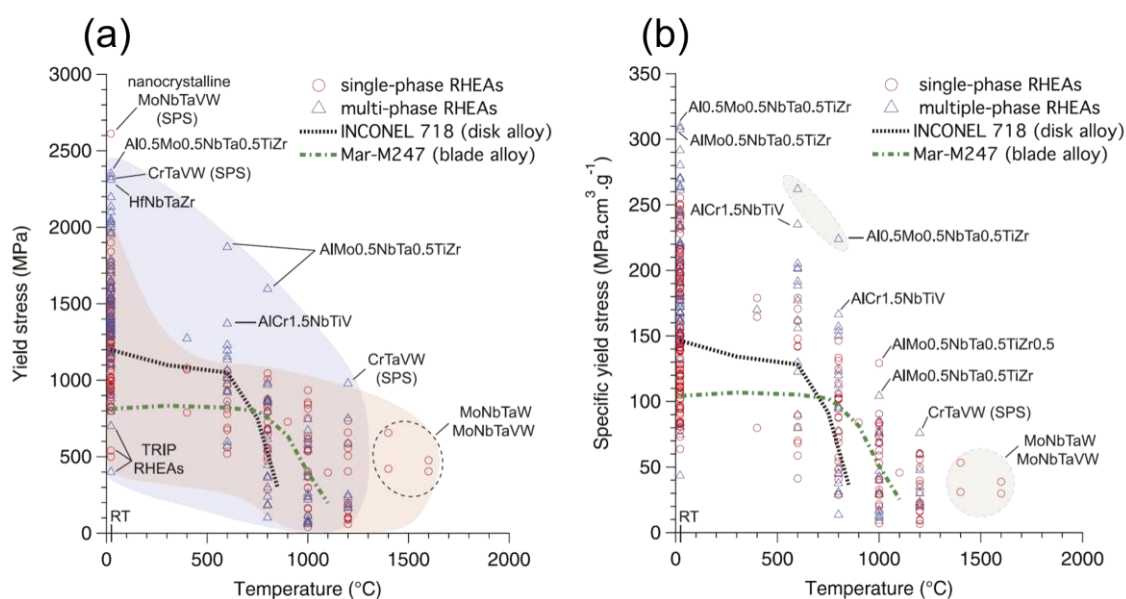 (a)
3000
2500
2000
1500
1000
500
0
Yield stress (MPa)
nanocrystalline
MoNbTaVW
(SPS)
Al0.5Mo0.5NbTa0.5TiZr
CrTaVW (SPS)
HfNbTaZr
single-phase RHEAs
multi-phase RHEAs
INCONEL 718 (disk alloy)
Mar-M247 (blade alloy)
AlMo0.5NbTa0.5TiZr
AlCr1.5NbTiV
CrTaVW
(SPS)
MoNbTaW
MoNbTaVW
TRIP
RHEAs
RT
0
500
1000
1500
2000
Temperature (°C)
(b)
350
300
250
200
150
100
50
0
Specific yield stress (MPa.cm³.g⁻¹)
single-phase RHEAs
multiple-phase RHEAs
INCONEL 718 (disk alloy)
Mar-M247 (blade alloy)
Al0.5Mo0.5NbTa0.5TiZr
AlMo0.5NbTa0.5TiZr
AlCr1.5NbTiV
Al0.5Mo0.5NbTa0.5TiZr
AlCr1.5NbTiV
AlMo0.5NbTa0.5TiZr0.5
AlMo0.5NbTa0.5TiZr
CrTaVW (SPS)
MoNbTaW
MoNbTaVW
RT
0
500
1000
1500
2000
Temperature (°C)